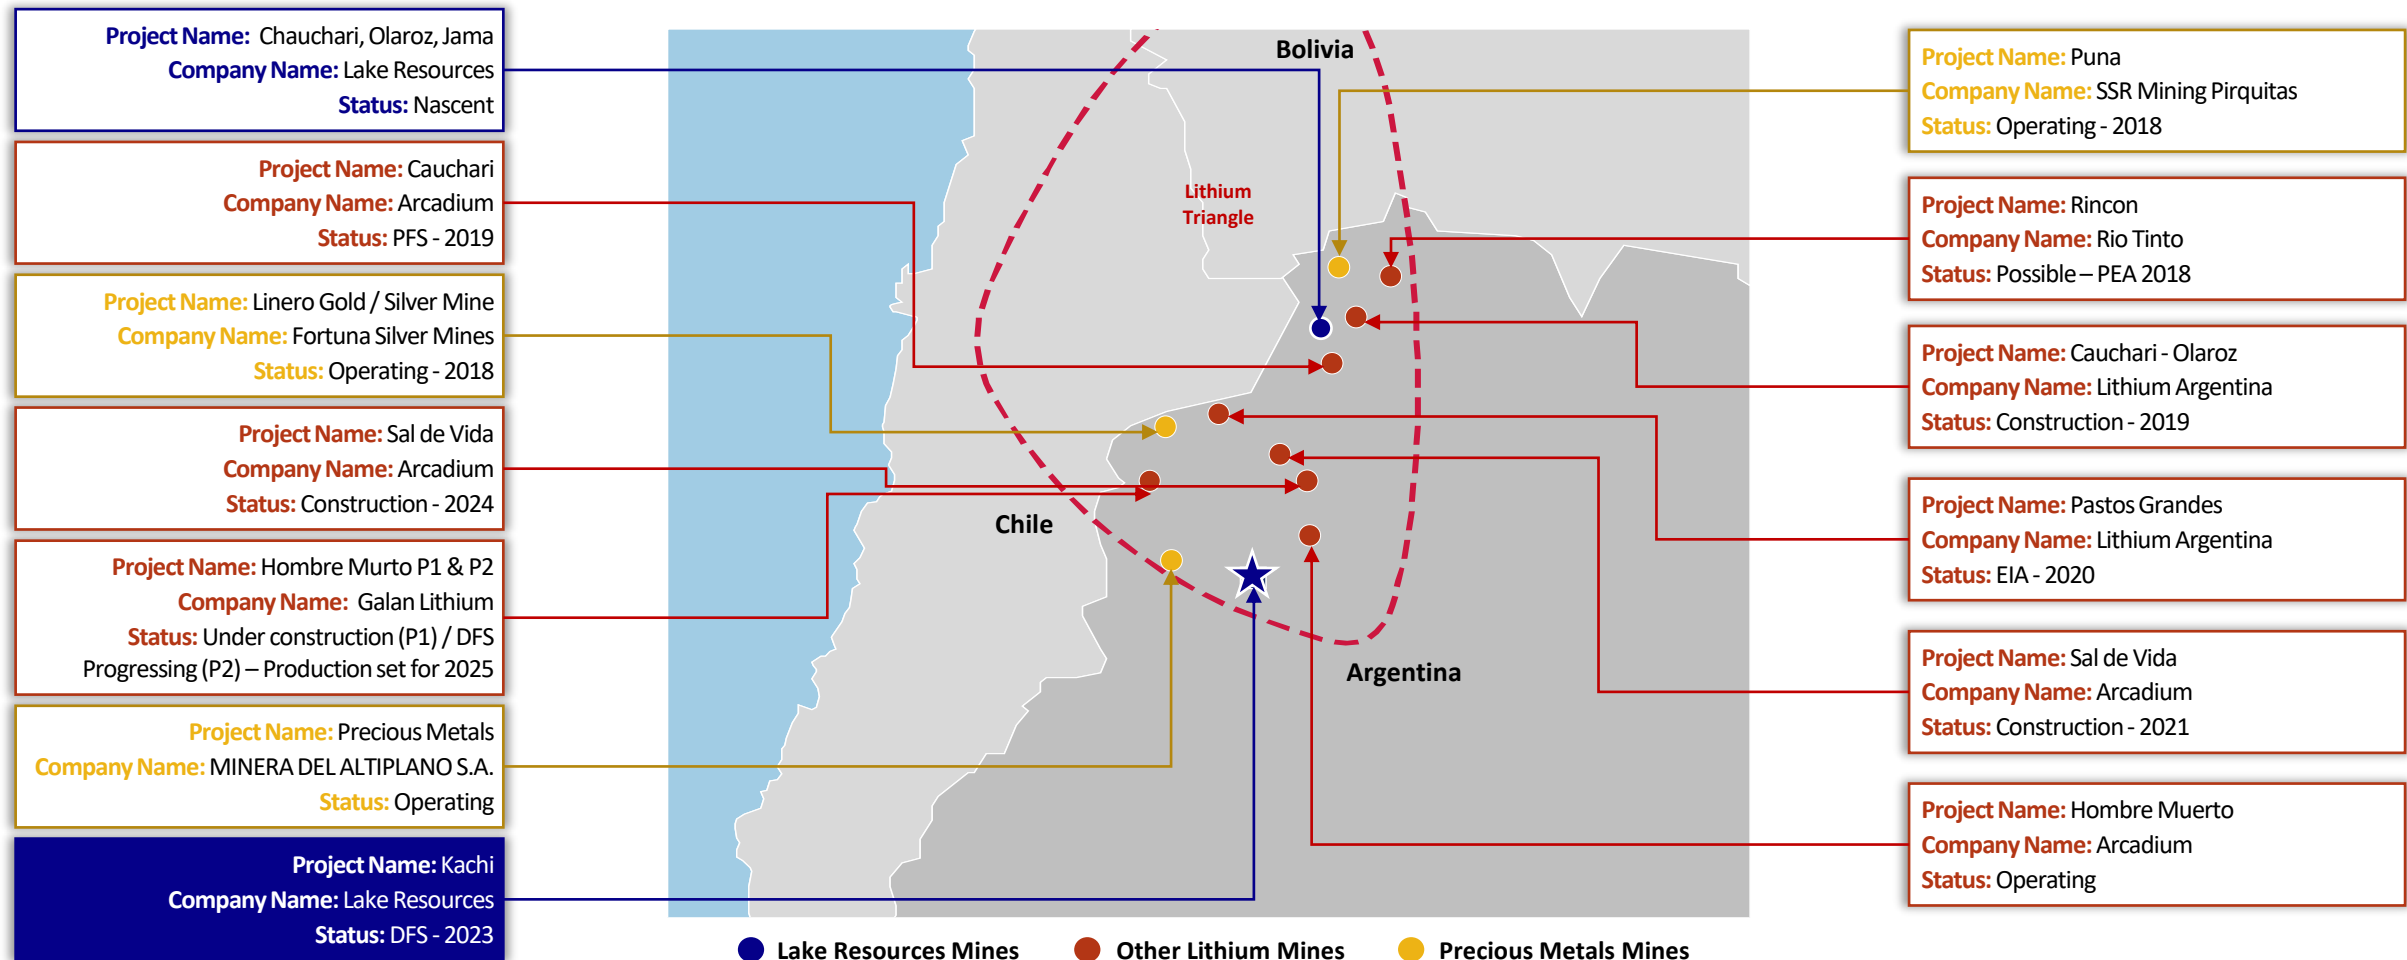 Project Name: Chauchari, Olaroz, Jama
Company Name: Lake Resources
Status: Nascent
Project Name: Cauchari
Company Name: Arcadium
Status: PFS - 2019
Project Name: Linero Gold / Silver Mine
Company Name: Fortuna Silver Mines
Status: Operating - 2018
Project Name: Sal de Vida
Company Name: Arcadium
Status: Construction - 2024
Project Name: Hombre Murto P1 & P2
Company Name: Galan Lithium
Status: Under construction (P1) / DFS
Progressing (P2) – Production set for 2025
Project Name: Precious Metals
Company Name: MINERA DEL ALTIPLANO S.A.
Status: Operating
Project Name: Kachi
Company Name: Lake Resources
Status: DFS - 2023
Bolivia
Lithium
Triangle
Chile
Argentina
Project Name: Puna
Company Name: SSR Mining Pirquitas
Status: Operating - 2018
Project Name: Rincon
Company Name: Rio Tinto
Status: Possible – PEA 2018
Project Name: Cauchari - Olaroz
Company Name: Lithium Argentina
Status: Construction - 2019
Project Name: Pastos Grandes
Company Name: Lithium Argentina
Status: EIA - 2020
Project Name: Sal de Vida
Company Name: Arcadium
Status: Construction - 2021
Project Name: Hombre Muerto
Company Name: Arcadium
Status: Operating
Lake Resources Mines
Other Lithium Mines
Precious Metals Mines